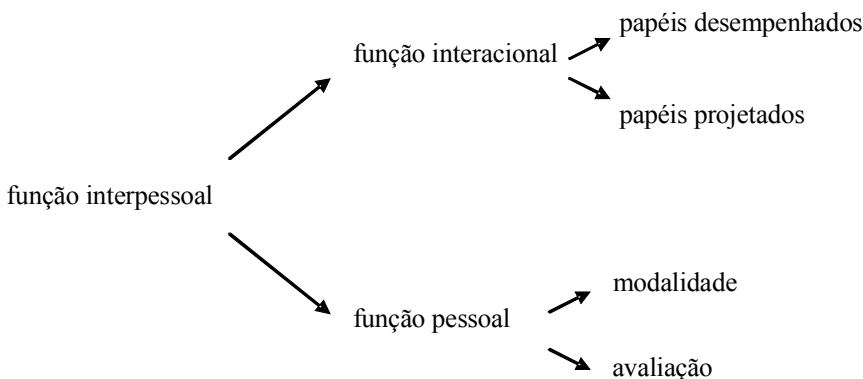 papéis desempenhados
função interacional
papéis projetados
função interpessoal
modalidade
função pessoal
avaliação